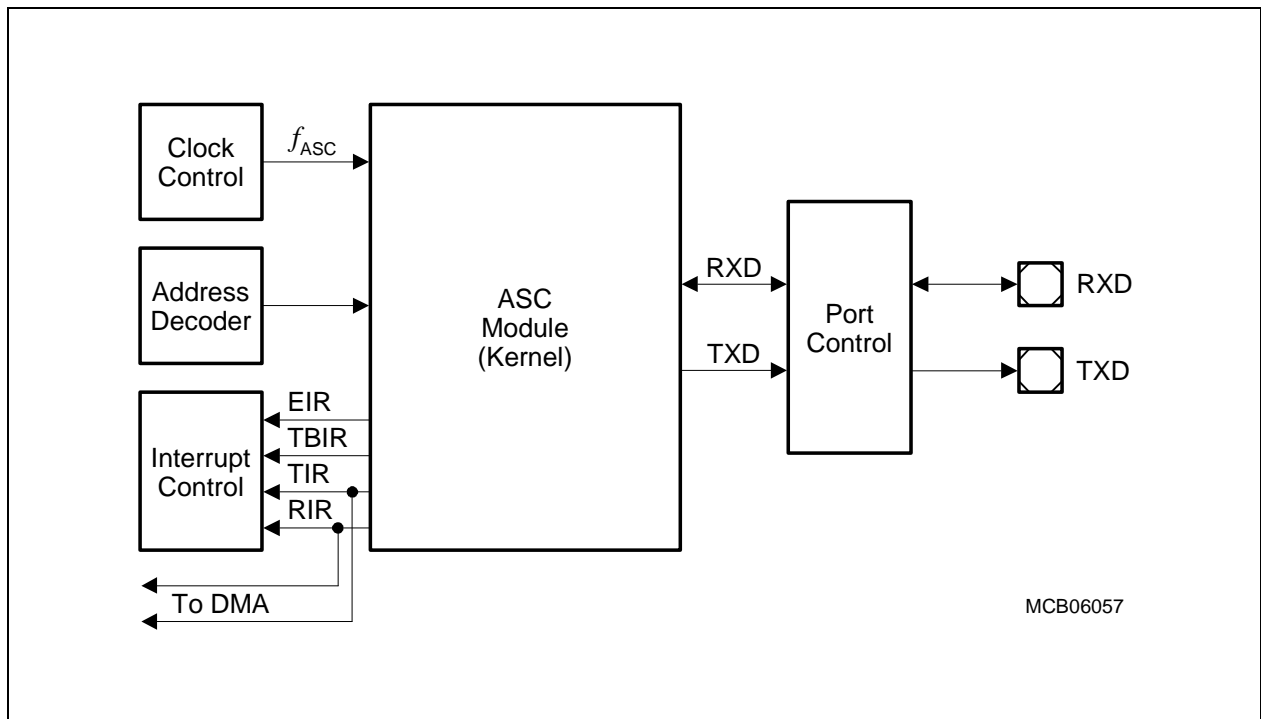 Clock
Control
fASC
Address
Decoder
Interrupt
Control
EIR
TBIR
TIR
RIR
To DMA
ASC
Module
(Kernel)
RXD
TXD
Port
Control
RXD
TXD
MCB06057